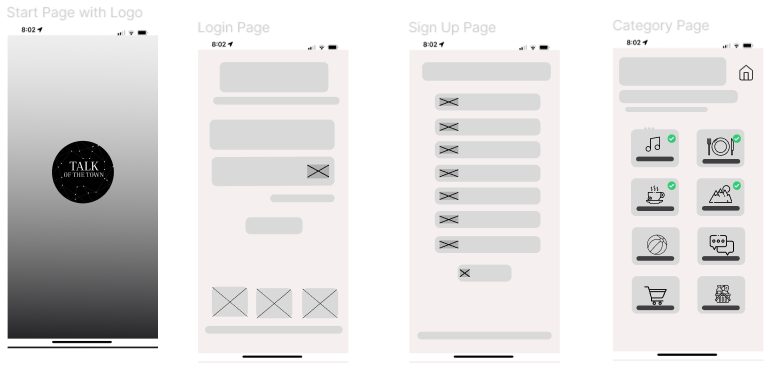 Start Page with Logo
8:02
TALK
OF THE TOWN
Login Page
8:02
Sign Up Page
8:02
Category Page
8:02